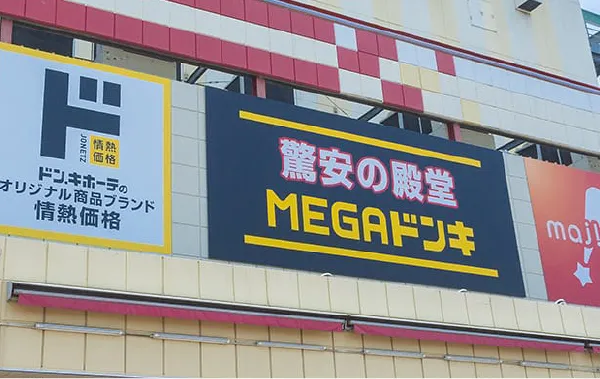 ド
JONETZ
情熱
価格
ドン.キホーテの
オリジナル商品ブランド
情熱価格
驚安の殿堂
MEGAドンキ
maji